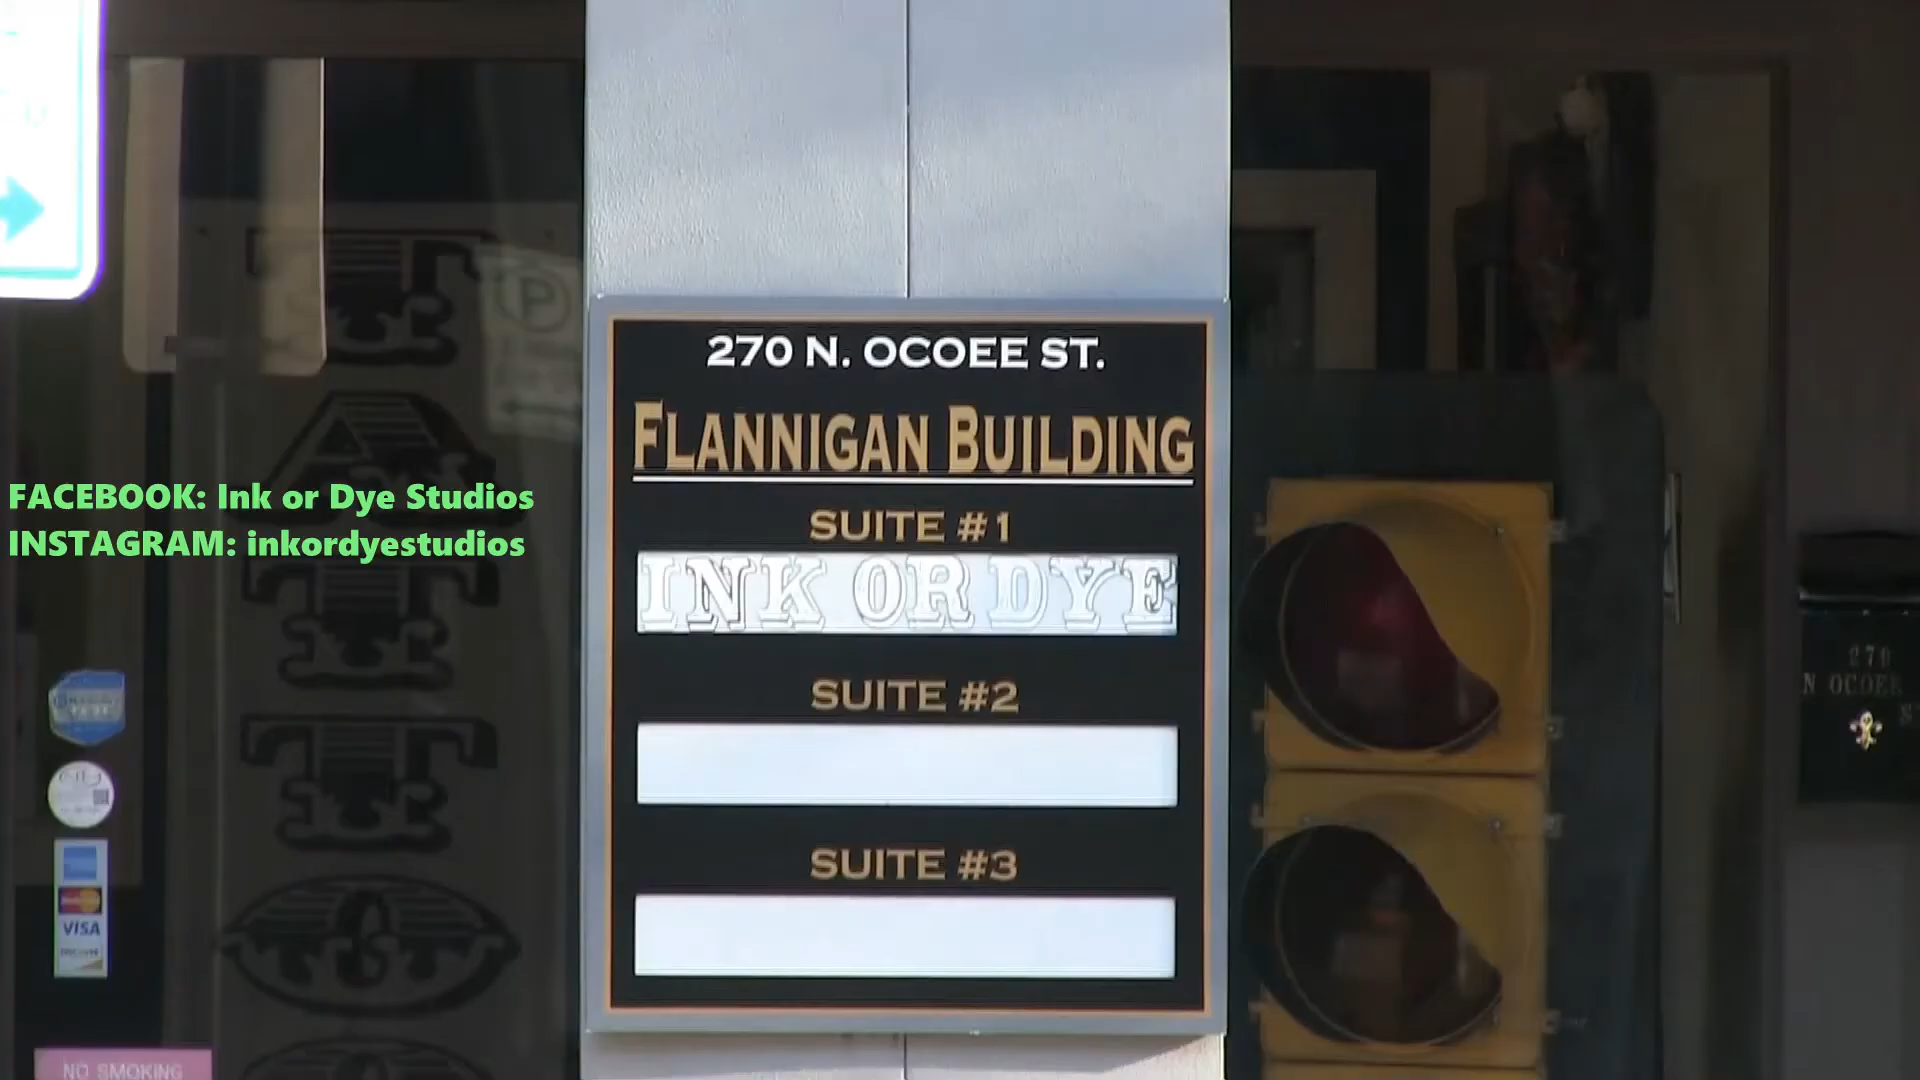 270 N. OCOEE ST.
FLANNIGAN BUILDING
SUITE #1
INK OR DYE
SUITE #2
SUITE #3
FACEBOOK: Ink or Dye Studios
INSTAGRAM: inkordyestudios
T
A
T
T
O
P
VISA
NO SMOKING
270
N OCOEE